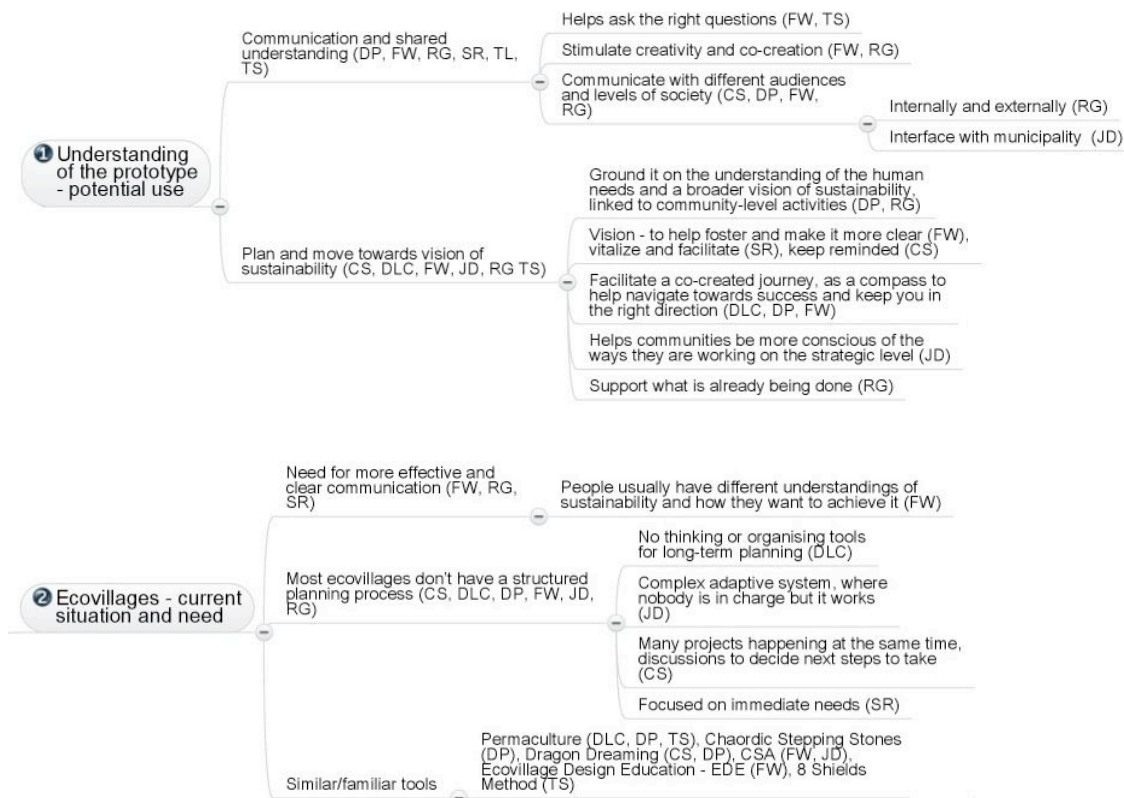 Helps ask the right questions (FW, TS)
Communication and shared
understanding (DP, FW, RG, SR, TL,
TS)
Stimulate creativity and co-creation (FW, RG)
Communicate with different audiences
and levels of society (CS, DP, FW,
RG)
Internally and externally (RG)
Interface with municipality (JD)
1 Understanding
of the prototype
- potential use
Ground it on the understanding of the human
needs and a broader vision of sustainability,
linked to community-level activities (DP, RG)
Vision - to help foster and make it more clear (FW),
vitalize and facilitate (SR), keep reminded (CS)
Plan and move towards vision of
sustainability (CS, DLC, FW, JD, RG TS)
Facilitate a co-created journey, as a compass to
help navigate towards success and keep you in
the right direction (DLC, DP, FW)
Helps communities be more conscious of the
ways they are working on the strategic level (JD)
Support what is already being done (RG)
Need for more effective and
clear communication (FW, RG,
SR)
People usually have different understandings of
sustainability and how they want to achieve it (FW)
2 Ecovillages - current
situation and need
Most ecovillages don't have a structured
planning process (CS, DLC, DP, FW, JD,
RG)
No thinking or organising tools
for long-term planning (DLC)
Complex adaptive system, where
nobody is in charge but it works
(JD)
Many projects happening at the same time,
discussions to decide next steps to take
(CS)
Focused on immediate needs (SR)
Similar/familiar tools
Permaculture (DLC, DP, TS), Chaordic Stepping Stones
(DP), Dragon Dreaming (CS, DP), CSA (FW, JD),
Ecovillage Design Education - EDE (FW), 8 Shields
Method (TS)